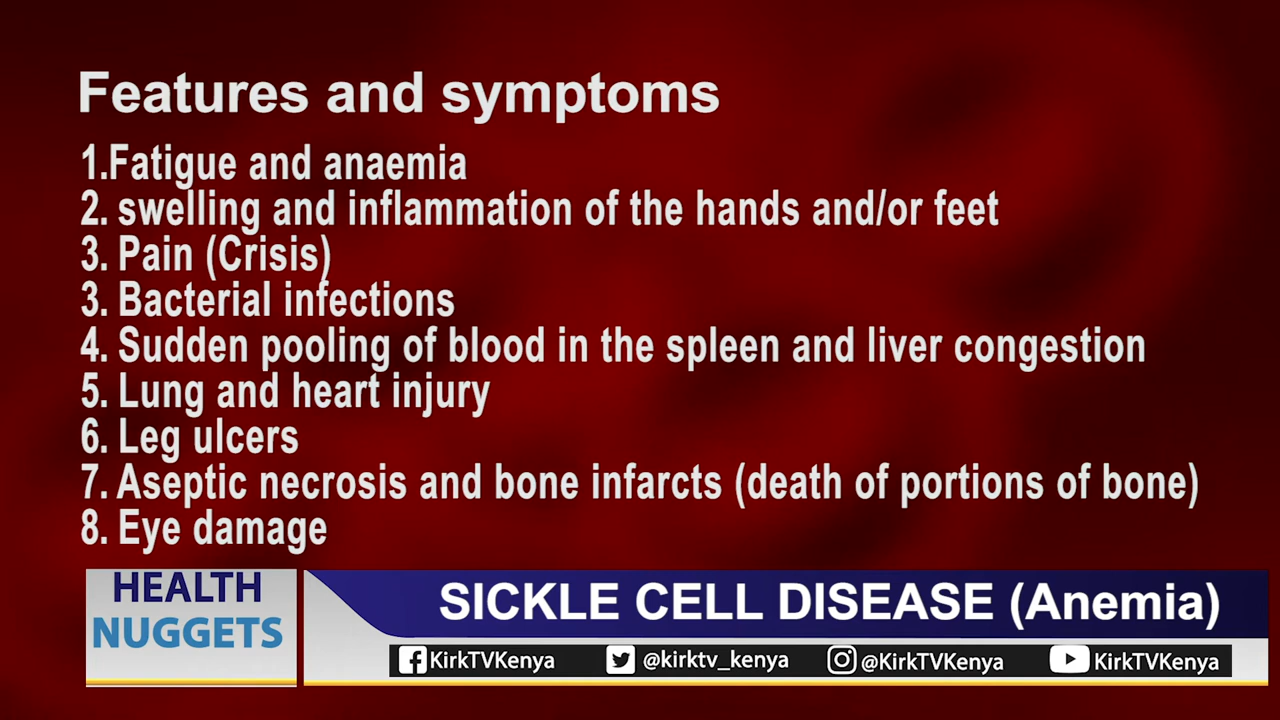 Features and symptoms
1.Fatigue and anaemia
2. swelling and inflammation of the hands and/or feet
3. Pain (Crisis)
3. Bacterial infections
4. Sudden pooling of blood in the spleen and liver congestion
5. Lung and heart injury
6. Leg ulcers
7. Aseptic necrosis and bone infarcts (death of portions of bone)
8. Eye damage
HEALTH
NUGGETS
SICKLE CELL DISEASE (Anemia)
KirkTVKenya @kirktv_kenya @KirkTVKenya KirkTVKenya